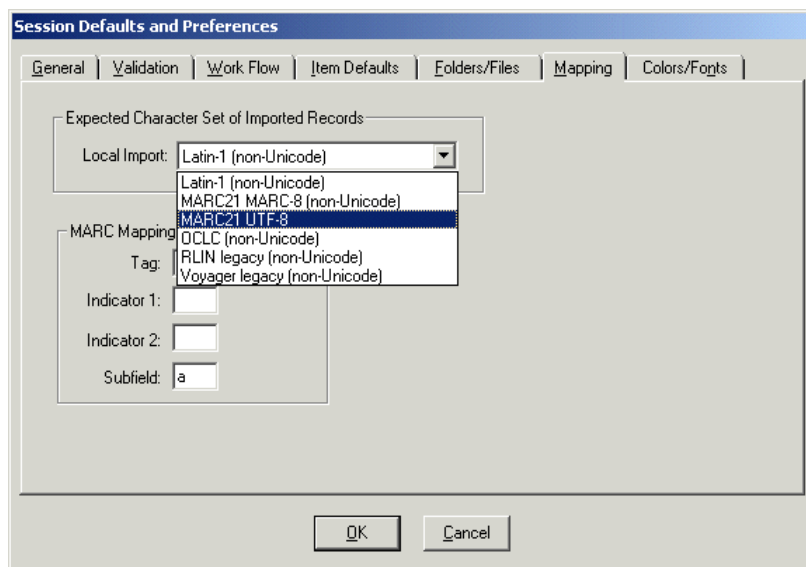 Session Defaults and Preferences
General Validation Work Flow Item Defaults Folders/Files Mapping Colors/Fonts
Expected Character Set of Imported Records
Local Import: Latin-1 (non-Unicode)
Latin-1 (non-Unicode)
MARC21 MARC-8 (non-Unicode)
MARC21 UTF-8
OCLC (non-Unicode)
RLIN legacy (non-Unicode)
Voyager legacy (non-Unicode)
MARC Mapping
Tag:
Indicator 1:
Indicator 2:
Subfield: a
OK Cancel